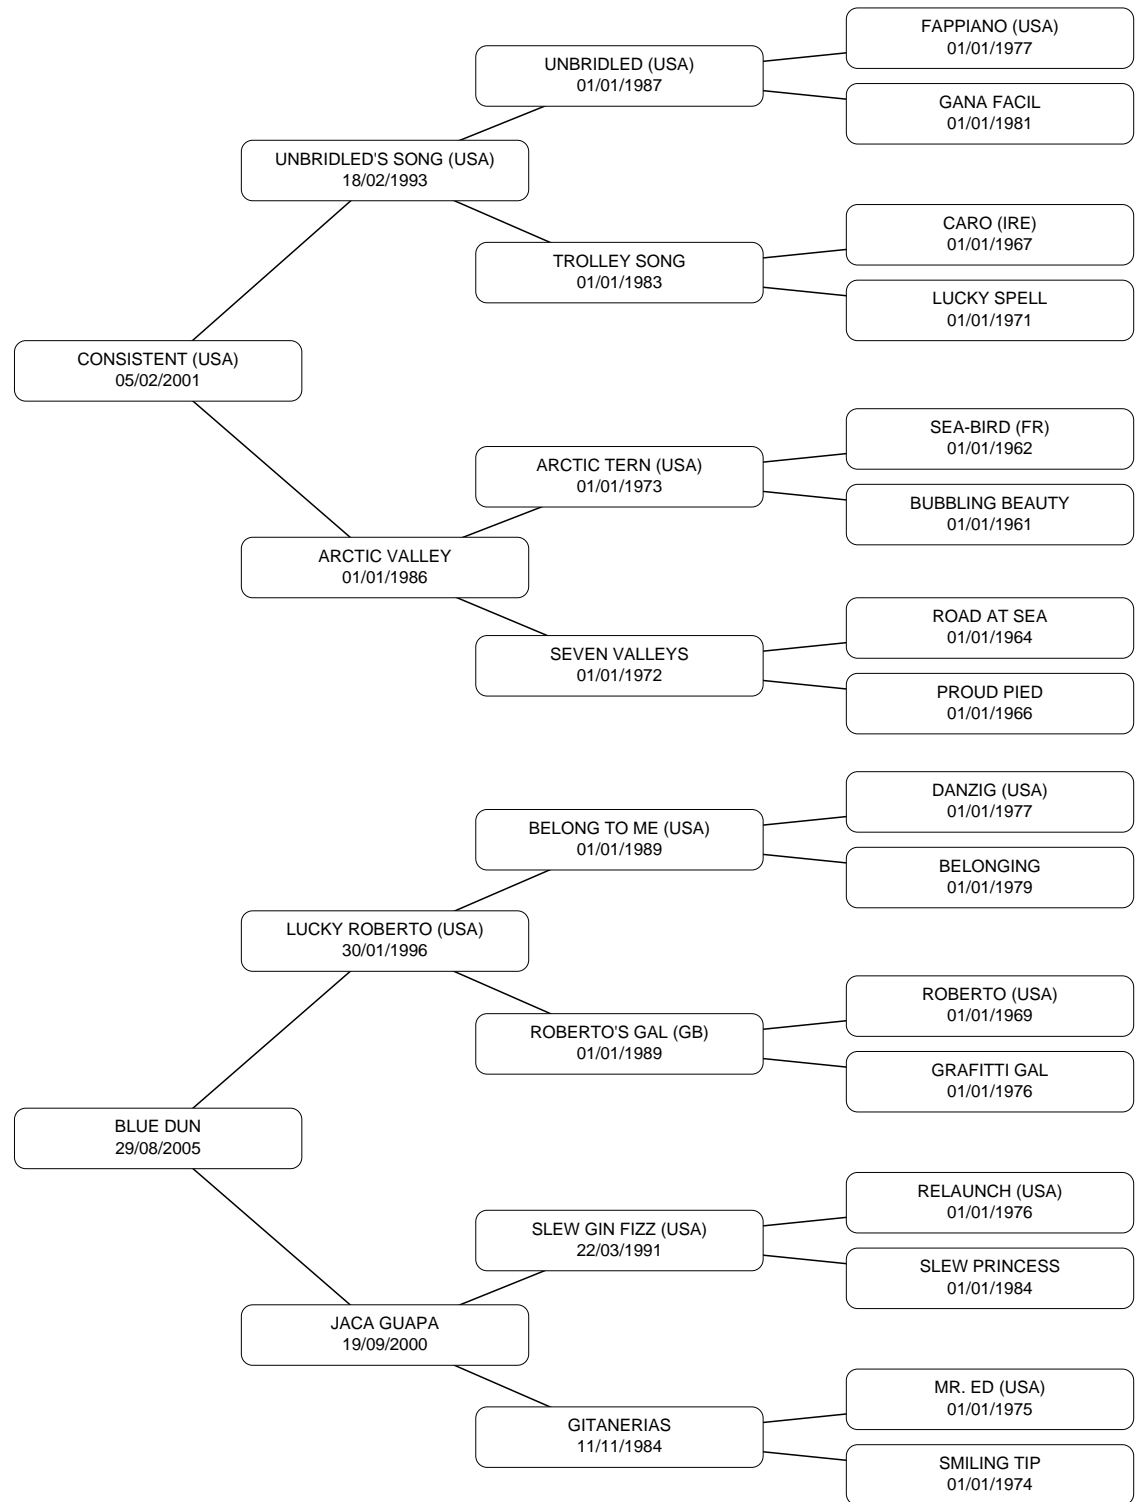 FAPPIANO (USA)
01/01/1977
UNBRIDLED (USA)
01/01/1987
GANA FACIL
01/01/1981
UNBRIDLED'S SONG (USA)
18/02/1993
CARO (IRE)
01/01/1967
TROLLEY SONG
01/01/1983
LUCKY SPELL
01/01/1971
CONSISTENT (USA)
05/02/2001
SEA-BIRD (FR)
01/01/1962
ARCTIC TERN (USA)
01/01/1973
BUBBLING BEAUTY
01/01/1961
ARCTIC VALLEY
01/01/1986
ROAD AT SEA
01/01/1964
SEVEN VALLEYS
01/01/1972
PROUD PIED
01/01/1966
DANZIG (USA)
01/01/1977
BELONG TO ME (USA)
01/01/1989
BELONGING
01/01/1979
LUCKY ROBERTO (USA)
30/01/1996
ROBERTO (USA)
01/01/1969
ROBERTO'S GAL (GB)
01/01/1989
GRAFITTI GAL
01/01/1976
BLUE DUN
29/08/2005
RELAUNCH (USA)
01/01/1976
SLEW GIN FIZZ (USA)
22/03/1991
SLEW PRINCESS
01/01/1984
JACA GUAPA
19/09/2000
MR. ED (USA)
01/01/1975
GITANERIAS
11/11/1984
SMILING TIP
01/01/1974